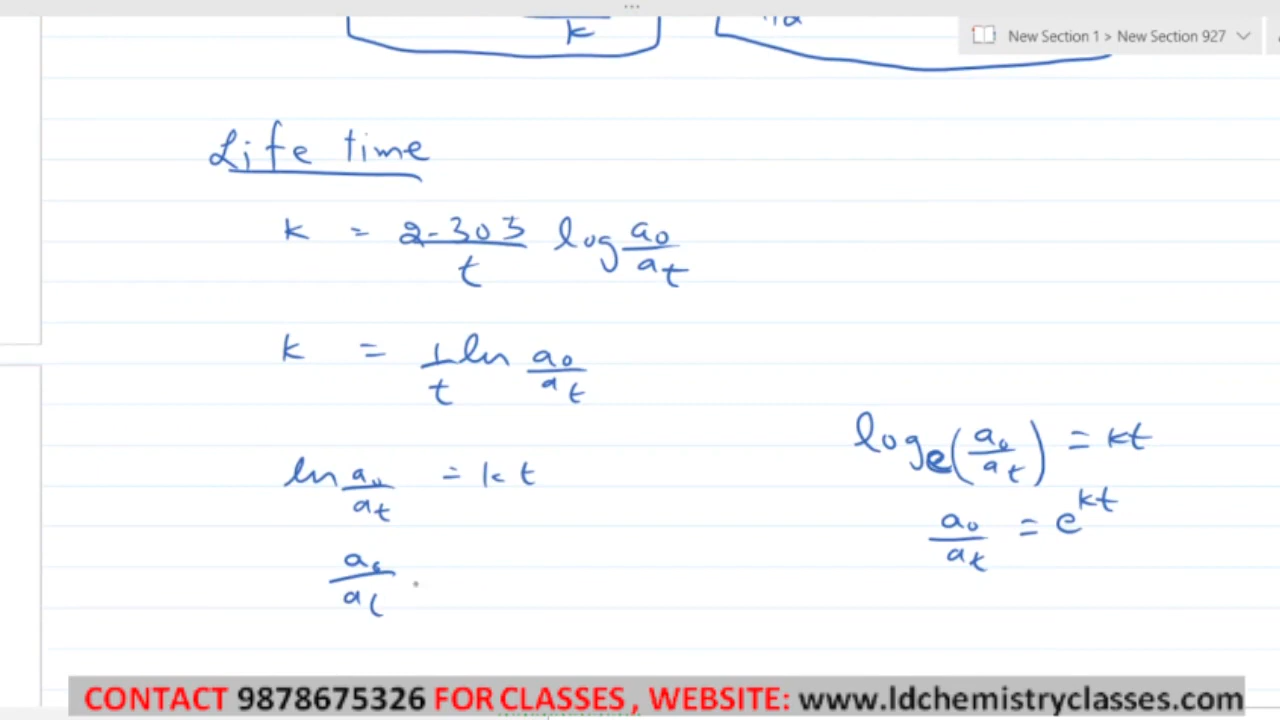 k
New Section 1 > New Section 927
Life time
k = 2.303/t log a₀/aₜ
k = 1/t ln a₀/aₜ
logₑ(a₀/aₜ) = kt
ln a₀/aₜ = kt
a₀/aₜ = e^kt
a₀/aₜ
CONTACT 9878675326 FOR CLASSES , WEBSITE: www.ldchemistryclasses.com